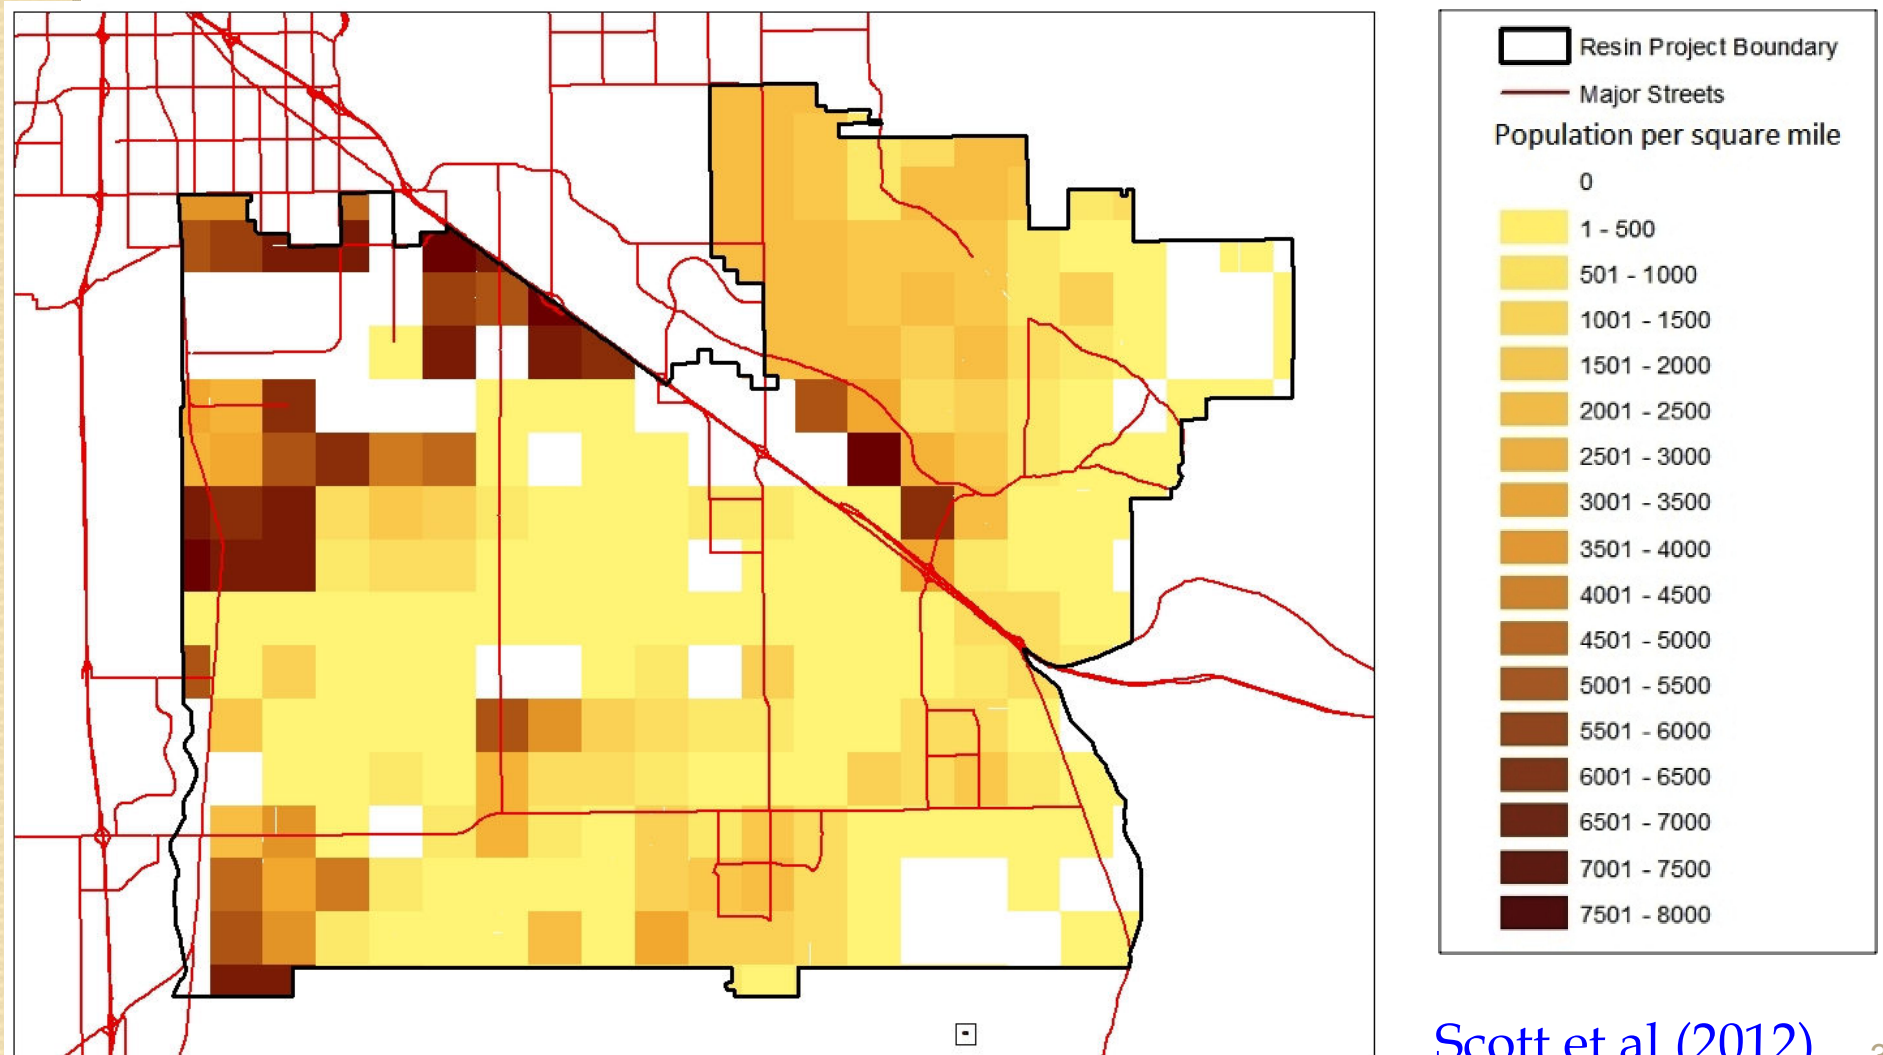 Resin Project Boundary
Major Streets
Population per square mile
0
1 - 500
501 - 1000
1001 - 1500
1501 - 2000
2001 - 2500
2501 - 3000
3001 - 3500
3501 - 4000
4001 - 4500
4501 - 5000
5001 - 5500
5501 - 6000
6001 - 6500
6501 - 7000
7001 - 7500
7501 - 8000
Scott et al (2012)